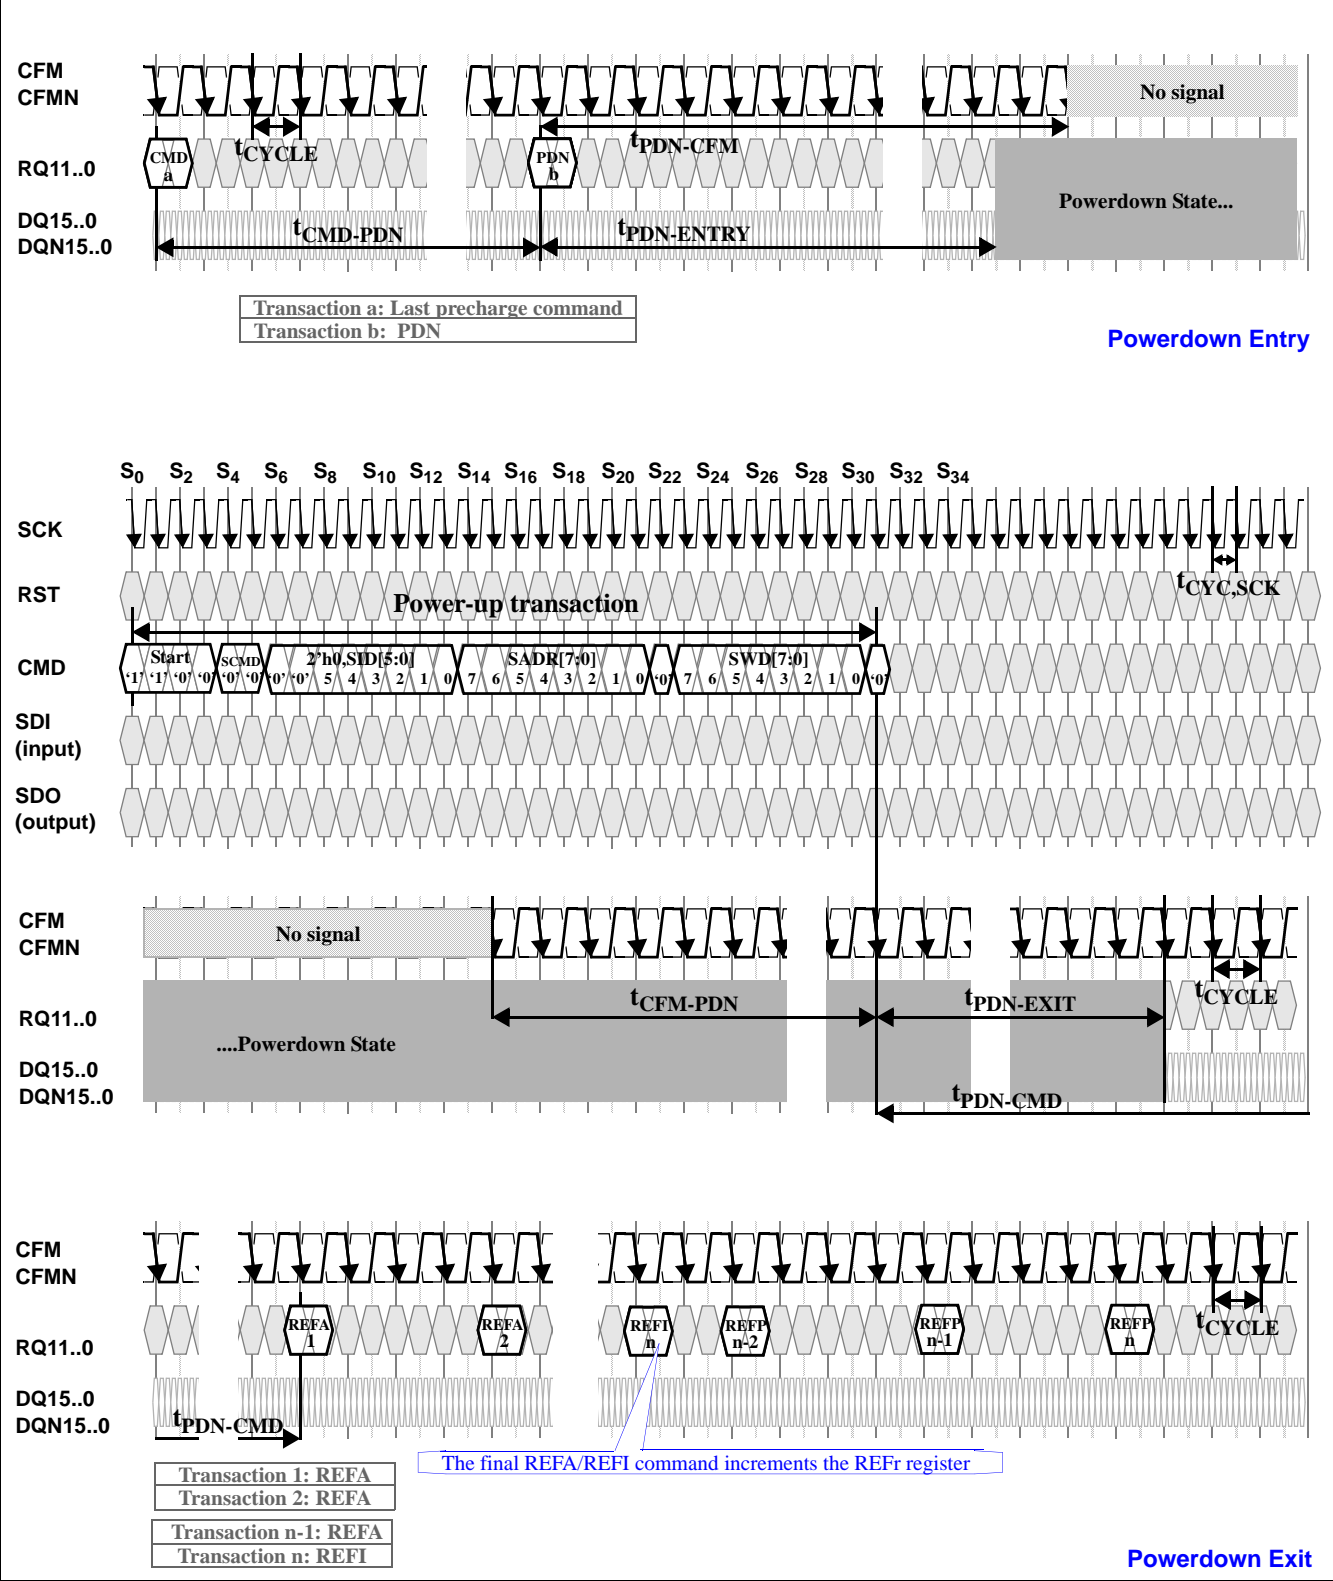 CFM
CFMN
No signal
tCYCLE
tPDN-CFM
RQ11..0
CMD
a
PDN
b
Powerdown State...
DQ15..0
DQN15..0
tCMD-PDN
tPDN-ENTRY
Transaction a: Last precharge command
Transaction b: PDN
Powerdown Entry
S0 S2 S4 S6 S8 S10 S12 S14 S16 S18 S20 S22 S24 S26 S28 S30 S32 S34
SCK
RST
tCYC,SCK
Power-up transaction
CMD
Start SCMD 2’h0,SID[5:0] SADR[7:0] SWD[7:0]
‘1’ ‘1’ ‘0’ ‘0’ ‘0’ ‘0’ ‘0’ ‘0’ 5 4 3 2 1 0 7 6 5 4 3 2 1 0 ‘0’ 7 6 5 4 3 2 1 0 ‘0’
SDI
(input)
SDO
(output)
CFM
CFMN
No signal
tCFM-PDN
tPDN-EXIT
tCYCLE
RQ11..0
....Powerdown State
DQ15..0
DQN15..0
tPDN-CMD
CFM
CFMN
RQ11..0
REFA
1
REFA
2
REFI
n
REFP
n-2
REFP
n-1
REFP
n
tCYCLE
DQ15..0
DQN15..0
tPDN-CMD
The final REFA/REFI command increments the REFr register
Transaction 1: REFA
Transaction 2: REFA
Transaction n-1: REFA
Transaction n: REFI
Powerdown Exit